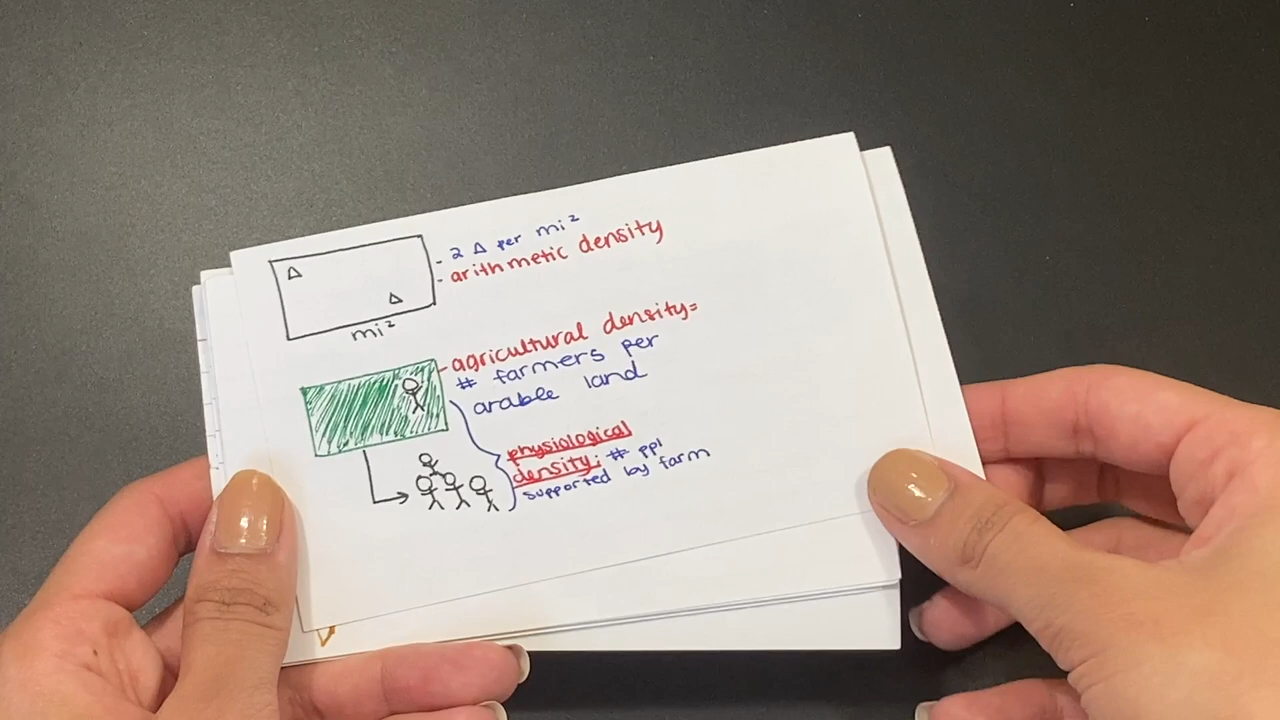 - 2 Δ per mi²
- arithmetic density
mi²
- agricultural density=
# farmers per
arable land
physiological
density: # ppl
supported by farm